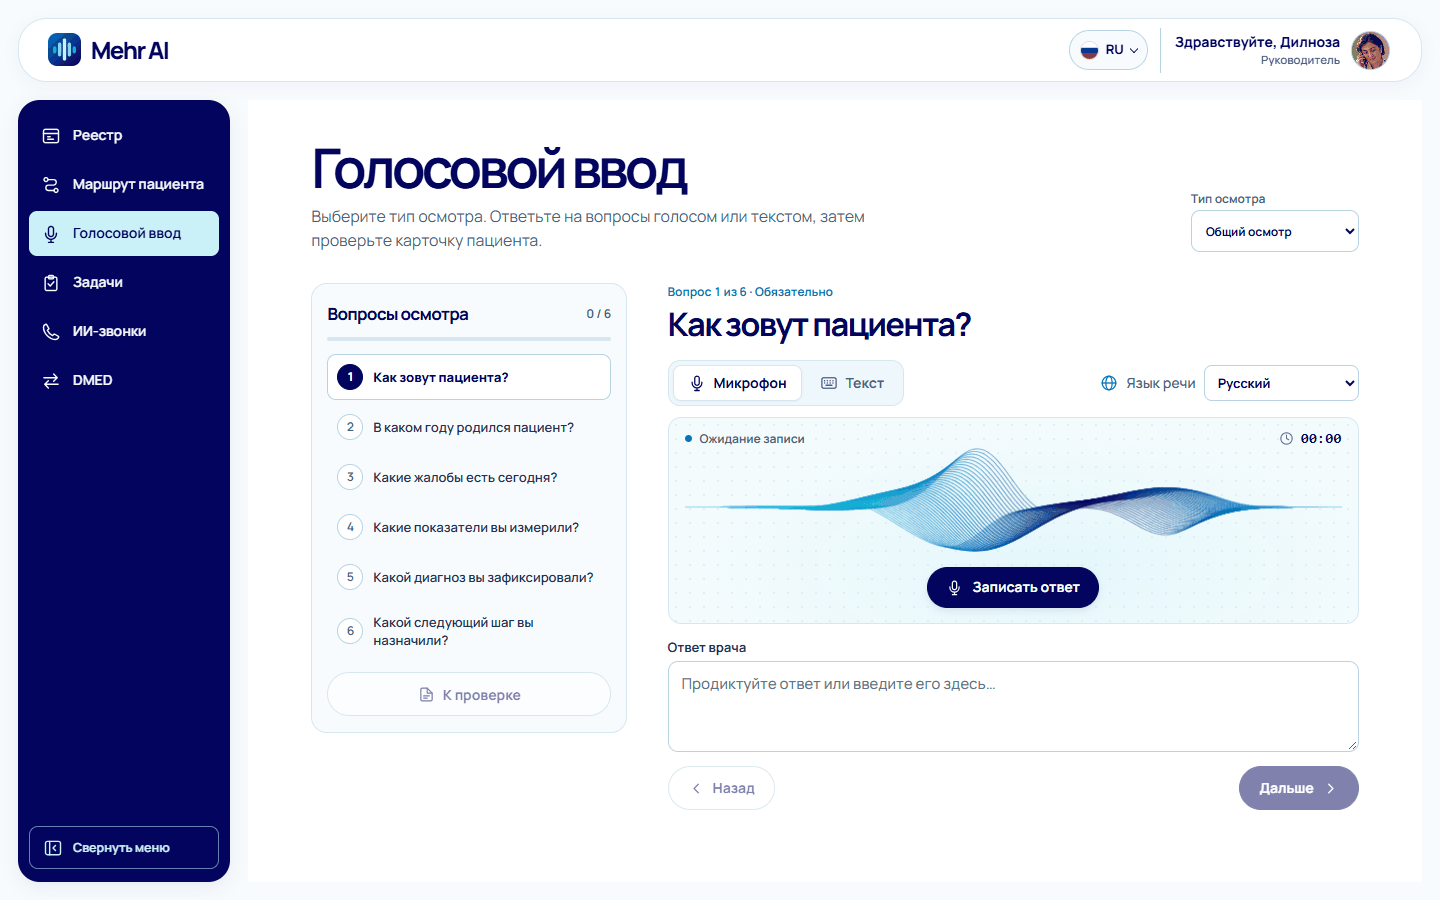 Mehr AI
RU
Здравствуйте, Дилноза
Руководитель
Реестр
Маршрут пациента
Голосовой ввод
Задачи
ИИ-звонки
DMED
Свернуть меню
Голосовой ввод
Выберите тип осмотра. Ответьте на вопросы голосом или текстом, затем
проверьте карточку пациента.
Тип осмотра
Общий осмотр
Вопросы осмотра
0 / 6
1 Как зовут пациента?
2 В каком году родился пациент?
3 Какие жалобы есть сегодня?
4 Какие показатели вы измерили?
5 Какой диагноз вы зафиксировали?
6 Какой следующий шаг вы
назначили?
К проверке
Вопрос 1 из 6 · Обязательно
Как зовут пациента?
Микрофон
Текст
Язык речи
Русский
Ожидание записи
00:00
Записать ответ
Ответ врача
Продиктуйте ответ или введите его здесь...
Назад
Дальше